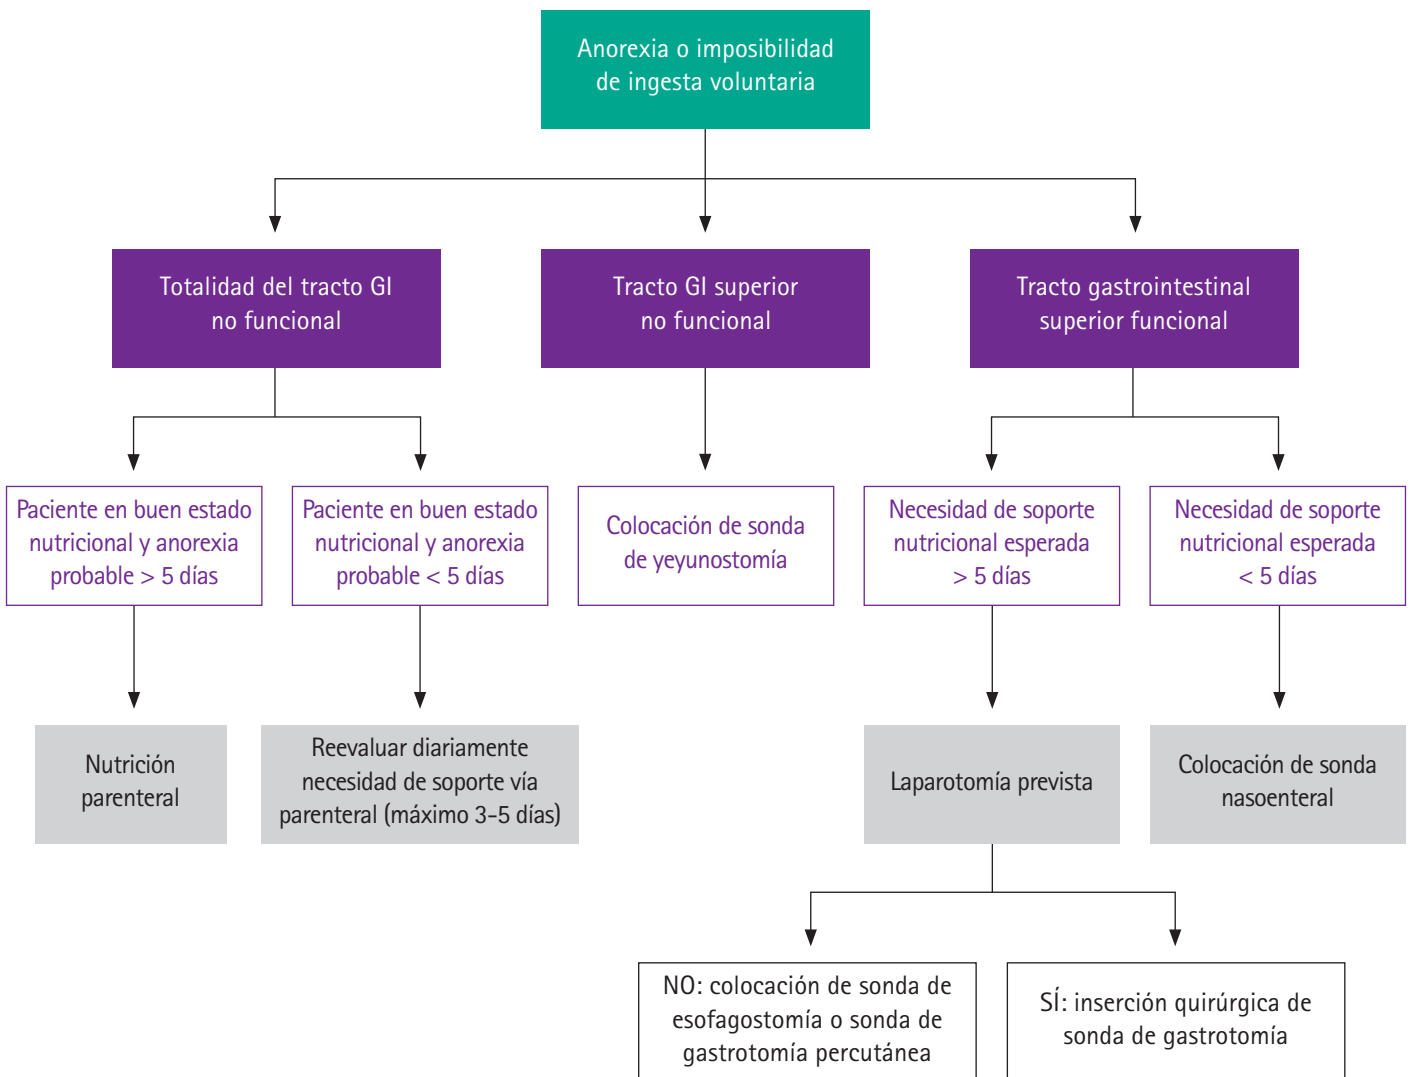 Anorexia o imposibilidad
de ingesta voluntaria
Totalidad del tracto GI
no funcional
Tracto GI superior
no funcional
Tracto gastrointestinal
superior funcional
Paciente en buen estado
nutricional y anorexia
probable > 5 días
Paciente en buen estado
nutricional y anorexia
probable < 5 días
Colocación de sonda
de yeyunostomía
Necesidad de soporte
nutricional esperada
> 5 días
Necesidad de soporte
nutricional esperada
< 5 días
Nutrición
parenteral
Reevaluar diariamente
necesidad de soporte vía
parenteral (máximo 3-5 días)
Laparotomía prevista
Colocación de sonda
nasoenteral
NO: colocación de sonda de
esofagostomía o sonda de
gastrotomía percutánea
SÍ: inserción quirúrgica de
sonda de gastrotomía